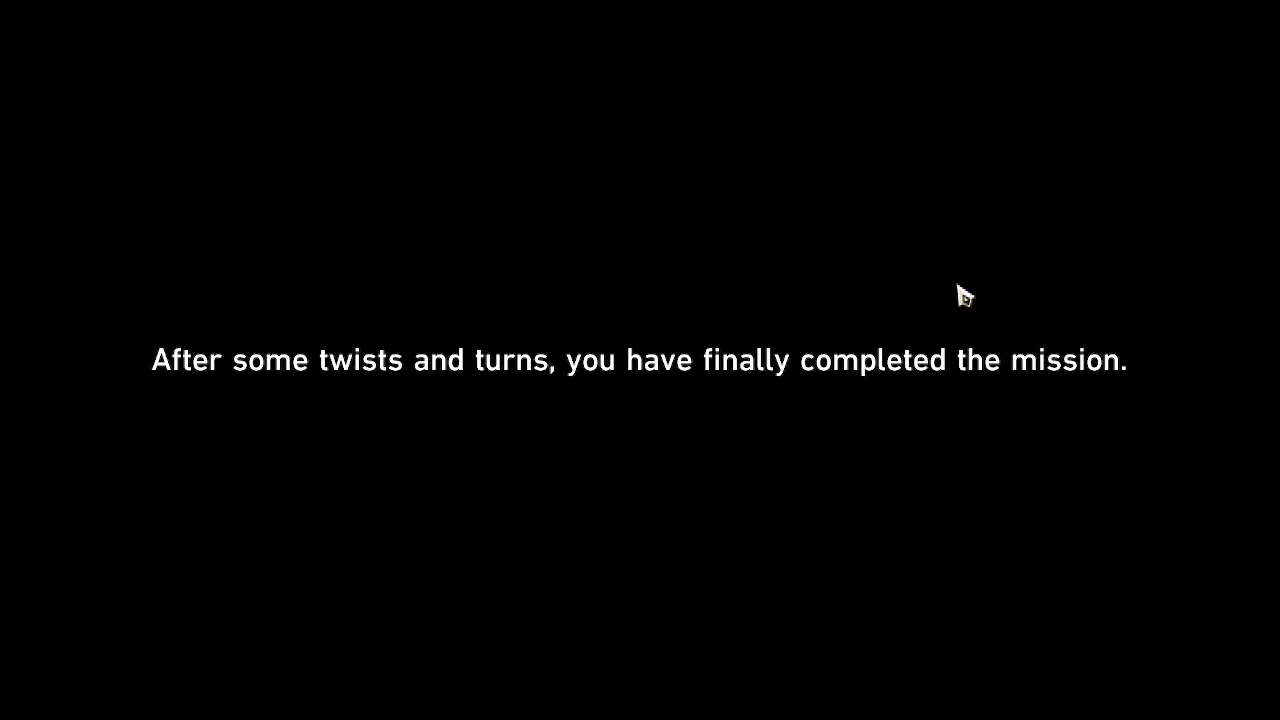 After some twists and turns, you have finally completed the mission.